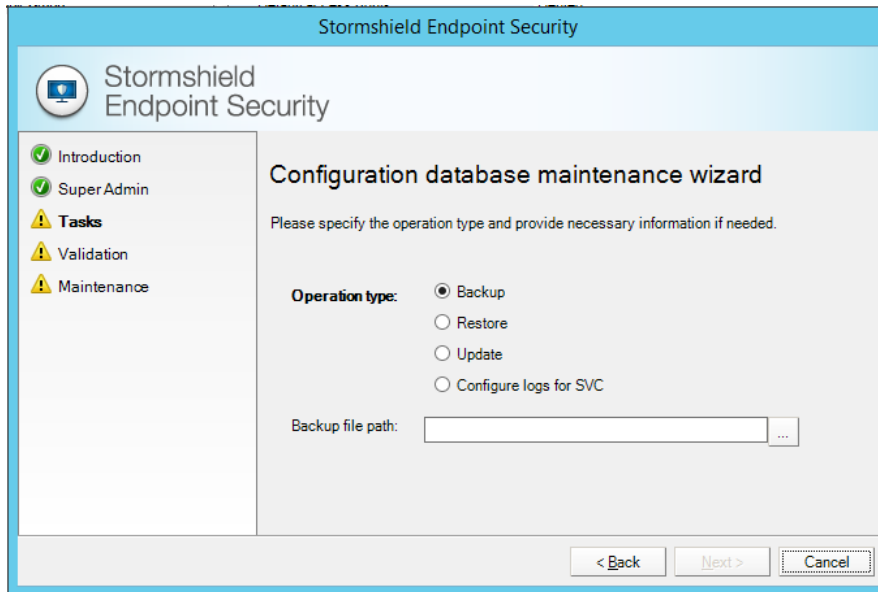 Stormshield Endpoint Security
Stormshield
Endpoint Security
Introduction
Super Admin
Tasks
Validation
Maintenance
Configuration database maintenance wizard
Please specify the operation type and provide necessary information if needed.
Operation type:
Backup
Restore
Update
Configure logs for SVC
Backup file path:
...
< Back
Next >
Cancel